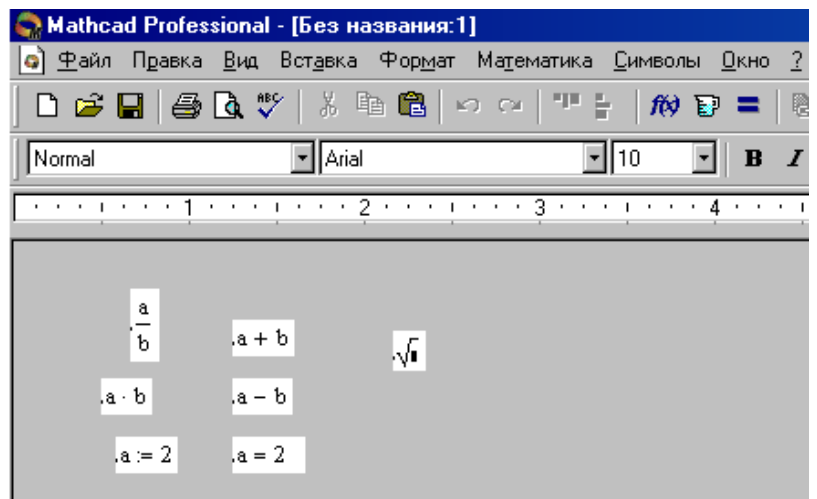 Mathcad Professional - [Без названия:1]
Файл Правка Вид Вставка Формат Математика Символы Окно ?
ABC f(x) =
Normal Arial 10 B I
1 2 3 4
a
b
.a + b
.√
.a · b
.a − b
.a := 2
.a = 2